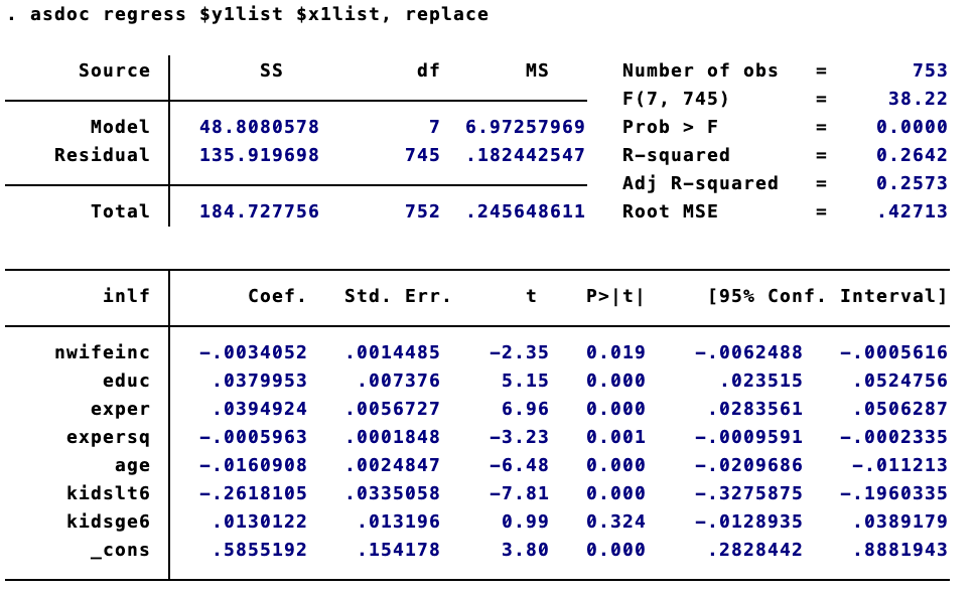 . asdoc regress $y1list $x1list, replace
Source SS df MS Number of obs = 753
F(7, 745) = 38.22
Model 48.8080578 7 6.97257969 Prob > F = 0.0000
Residual 135.919698 745 .182442547 R-squared = 0.2642
Adj R-squared = 0.2573
Total 184.727756 752 .245648611 Root MSE = .42713
inlf Coef. Std. Err. t P>|t| [95% Conf. Interval]
nwifeinc -.0034052 .0014485 -2.35 0.019 -.0062488 -.0005616
educ .0379953 .007376 5.15 0.000 .023515 .0524756
exper .0394924 .0056727 6.96 0.000 .0283561 .0506287
expersq -.0005963 .0001848 -3.23 0.001 -.0009591 -.0002335
age -.0160908 .0024847 -6.48 0.000 -.0209686 -.011213
kidslt6 -.2618105 .0335058 -7.81 0.000 -.3275875 -.1960335
kidsge6 .0130122 .013196 0.99 0.324 -.0128935 .0389179
_cons .5855192 .154178 3.80 0.000 .2828442 .8881943